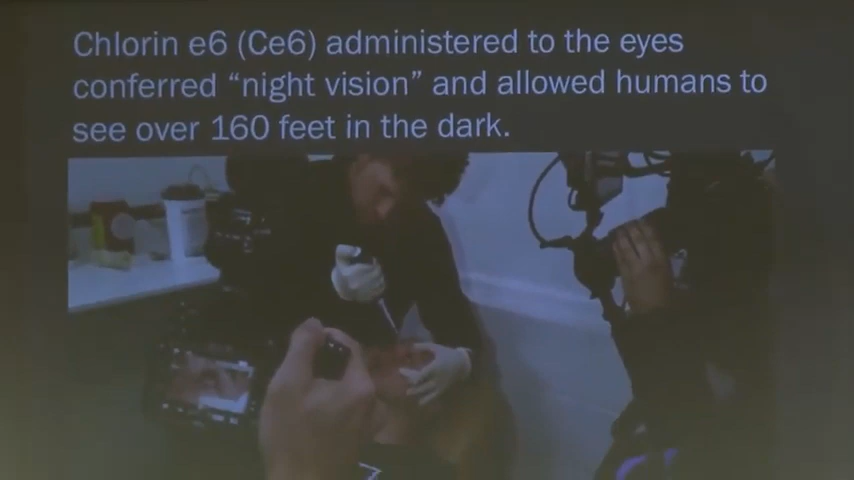 Chlorin e6 (Ce6) administered to the eyes
conferred “night vision” and allowed humans to
see over 160 feet in the dark.